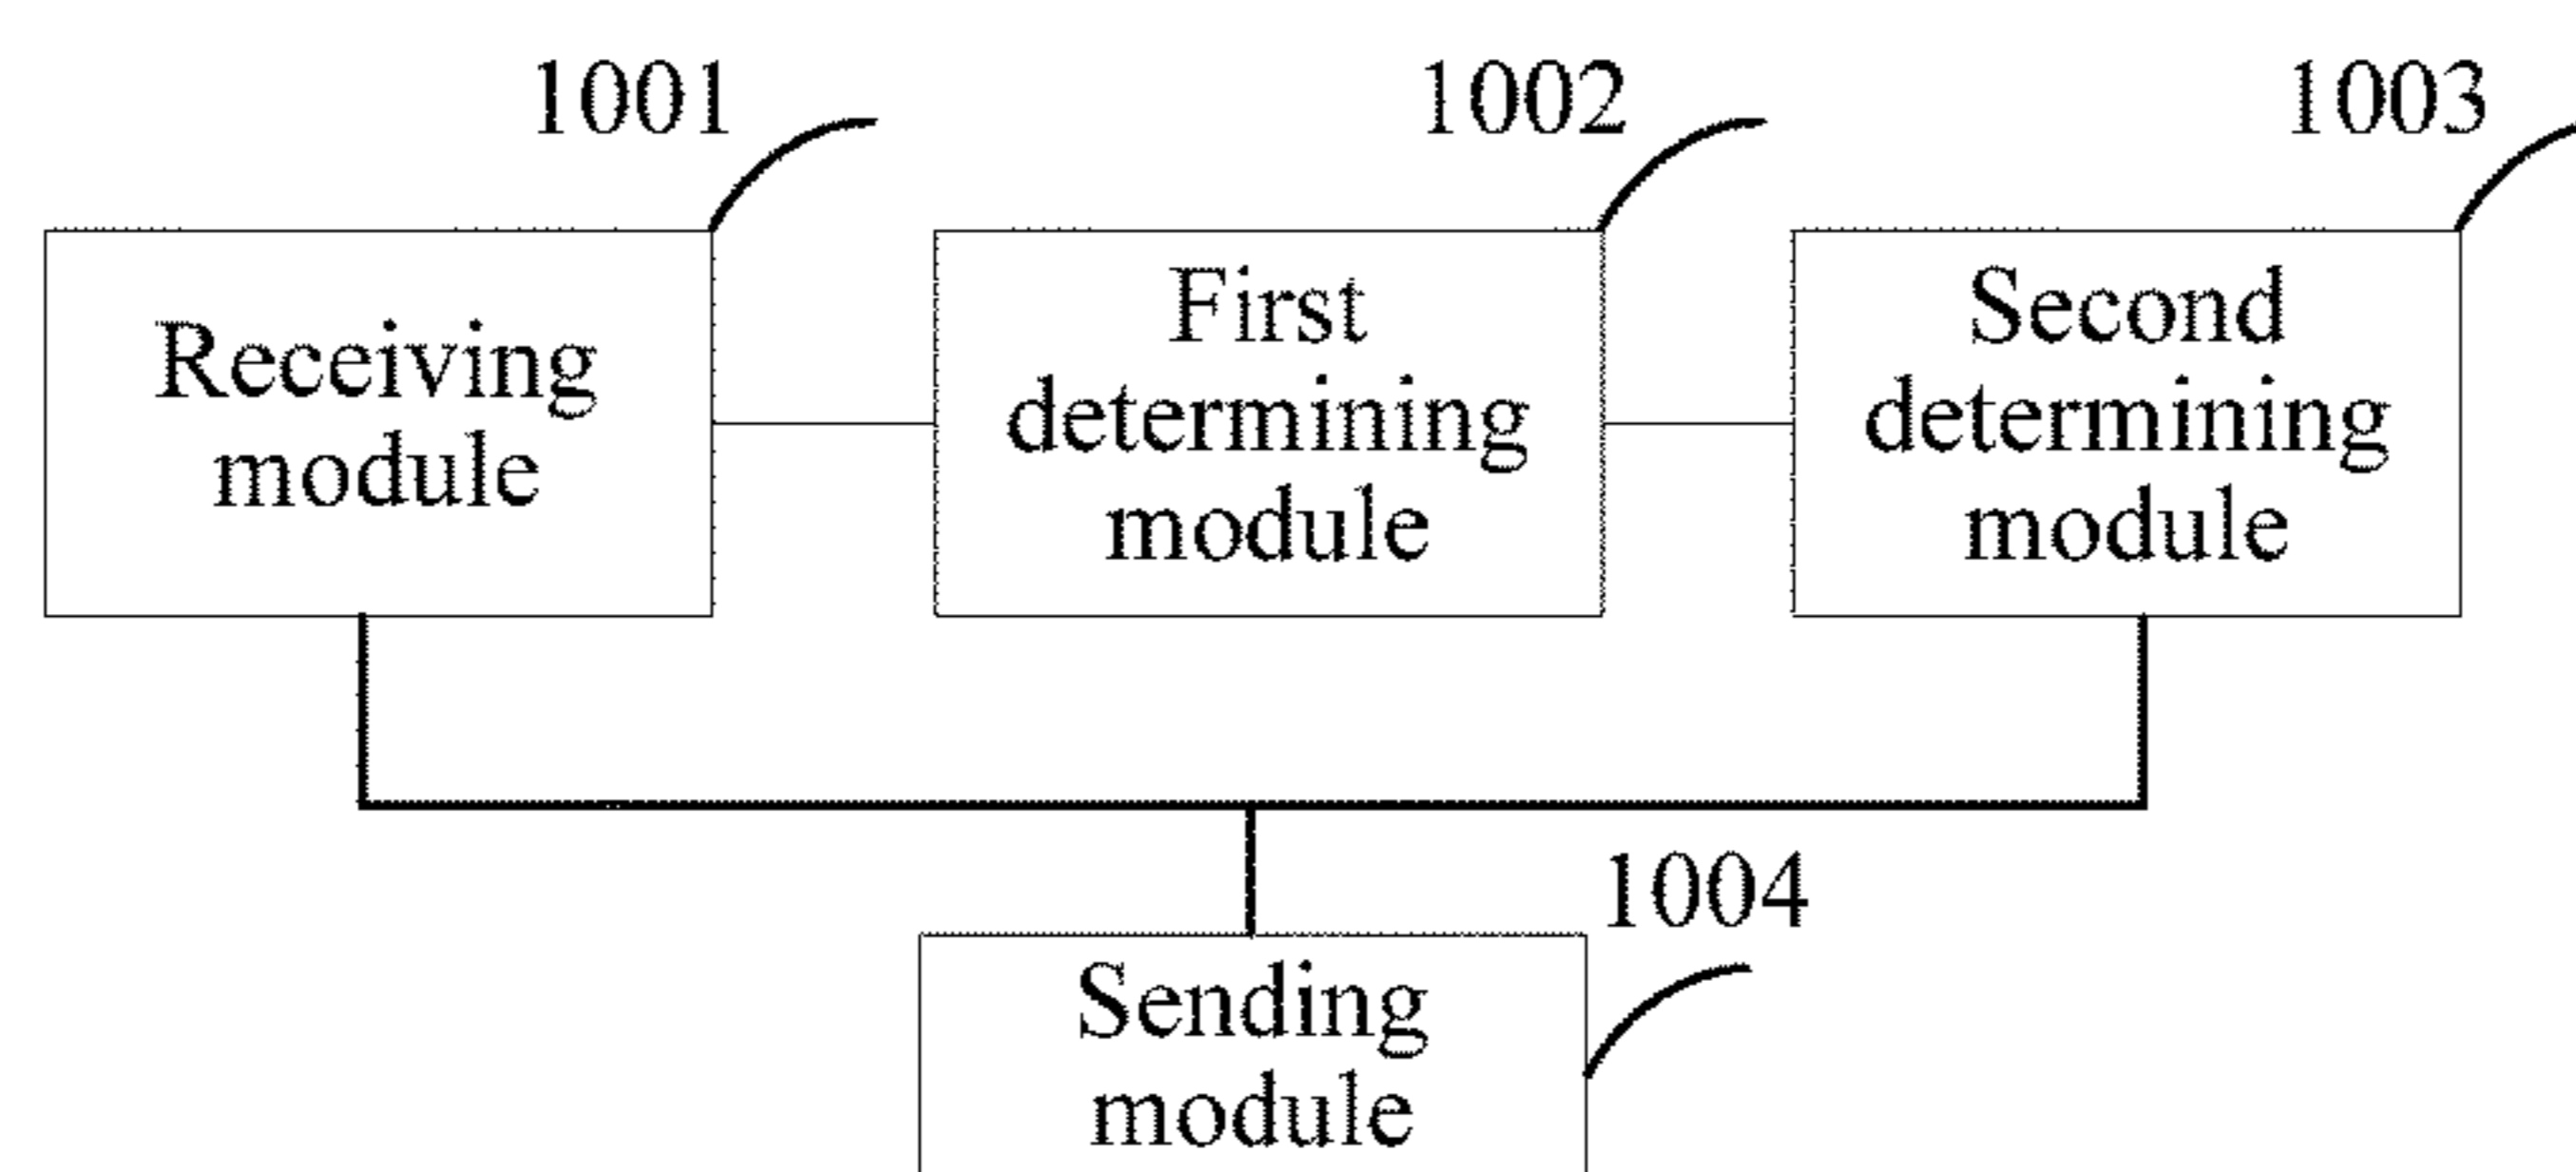 1001
1002
1003
Receiving
module
First
determining
module
Second
determining
module
1004
Sending
module